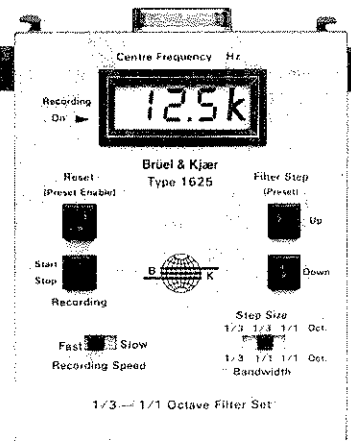 Centre Frequency Hz
12.5k
Recording
On
Brüel & Kjær
Type 1625
Reset
(Preset Enable)
Filter Step
(Preset)
Up
Start
Stop
Recording
B K
Down
Fast Slow
Recording Speed
Step Size
1/3 1/3 1/1 Oct.
1/3 1/1 1/1 Oct.
Bandwidth
1/3 – 1/1 Octave Filter Set